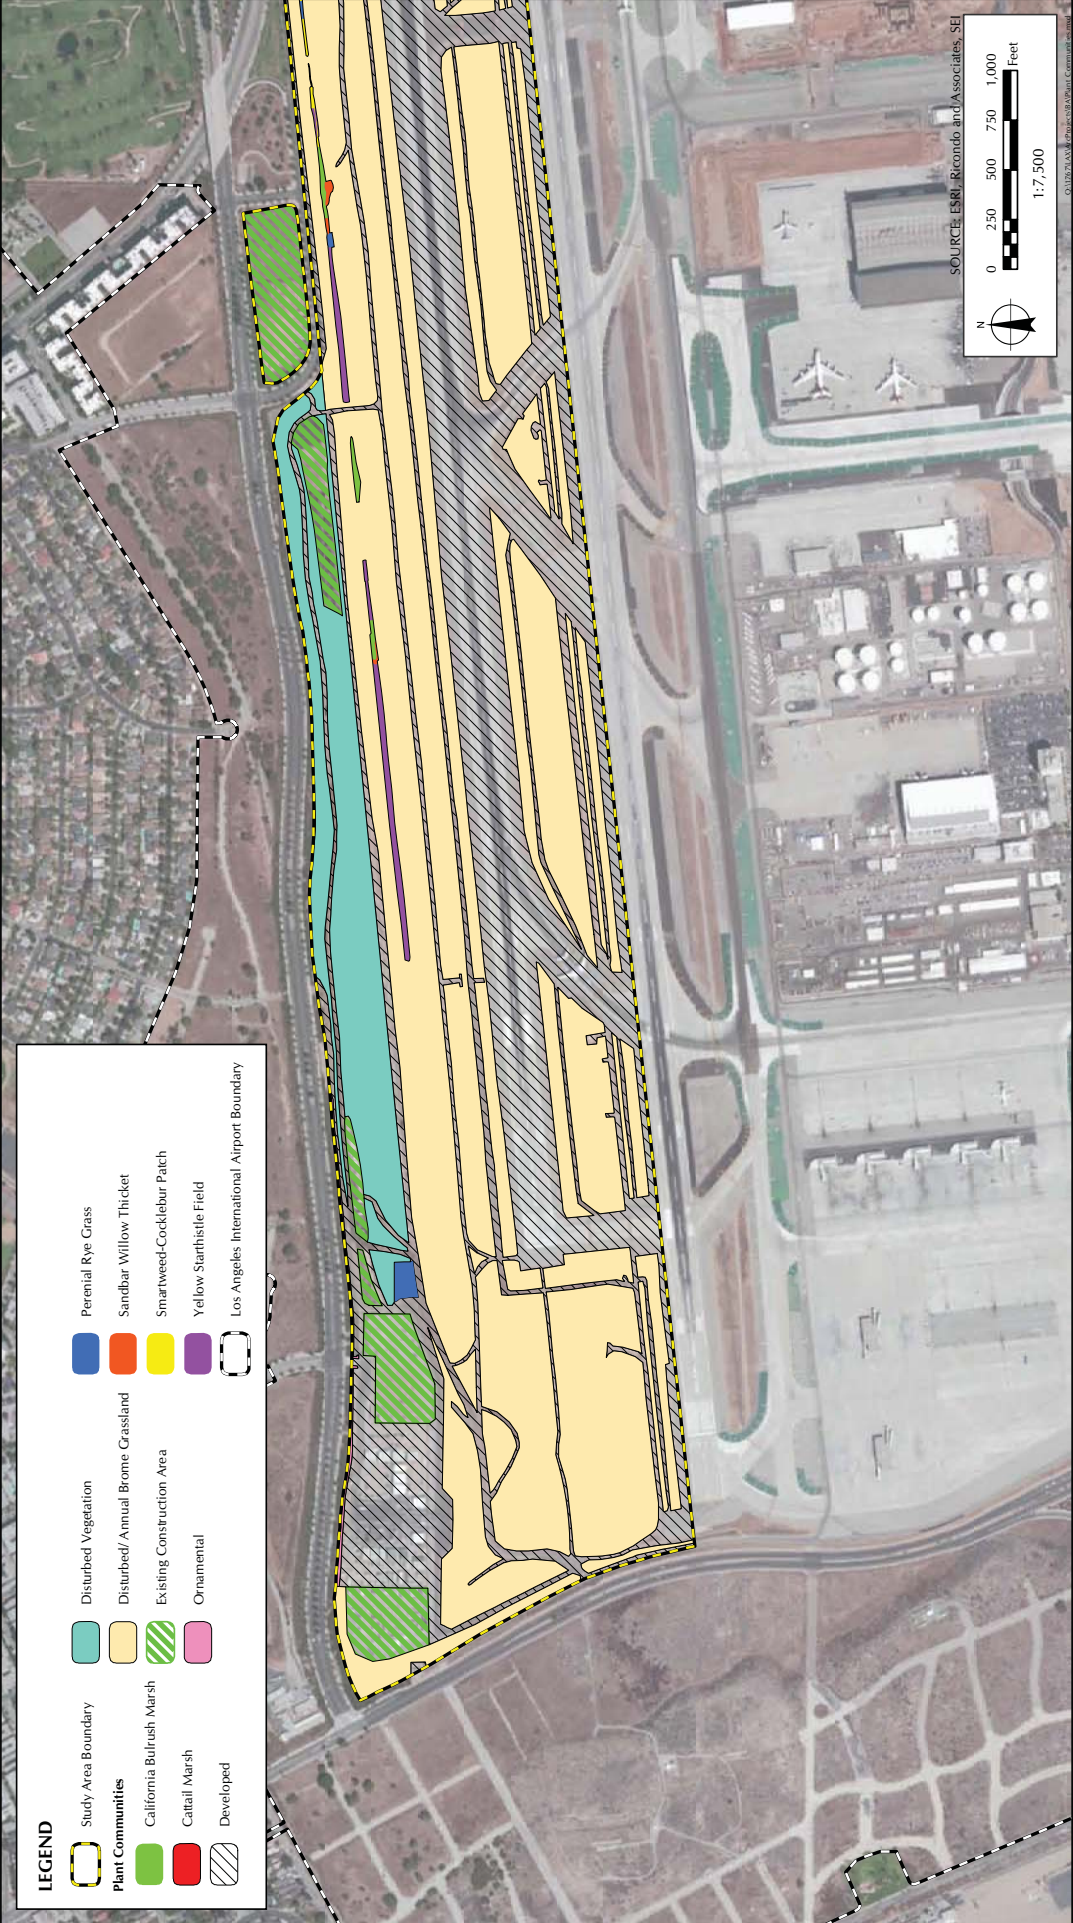 LEGEND
Study Area Boundary
Plant Communities
California Bulrush Marsh
Cattail Marsh
Developed
Disturbed Vegetation
Disturbed/ Annual Brome Grassland
Existing Construction Area
Ornamental
Perenial Rye Grass
Sandbar Willow Thicket
Smartweed-Cocklebur Patch
Yellow Starthistle Field
Los Angeles International Airport Boundary
SOURCE: ESRI, Ricondo and Associates, SEI
N
0 250 500 750 1,000
Feet
1:7,500